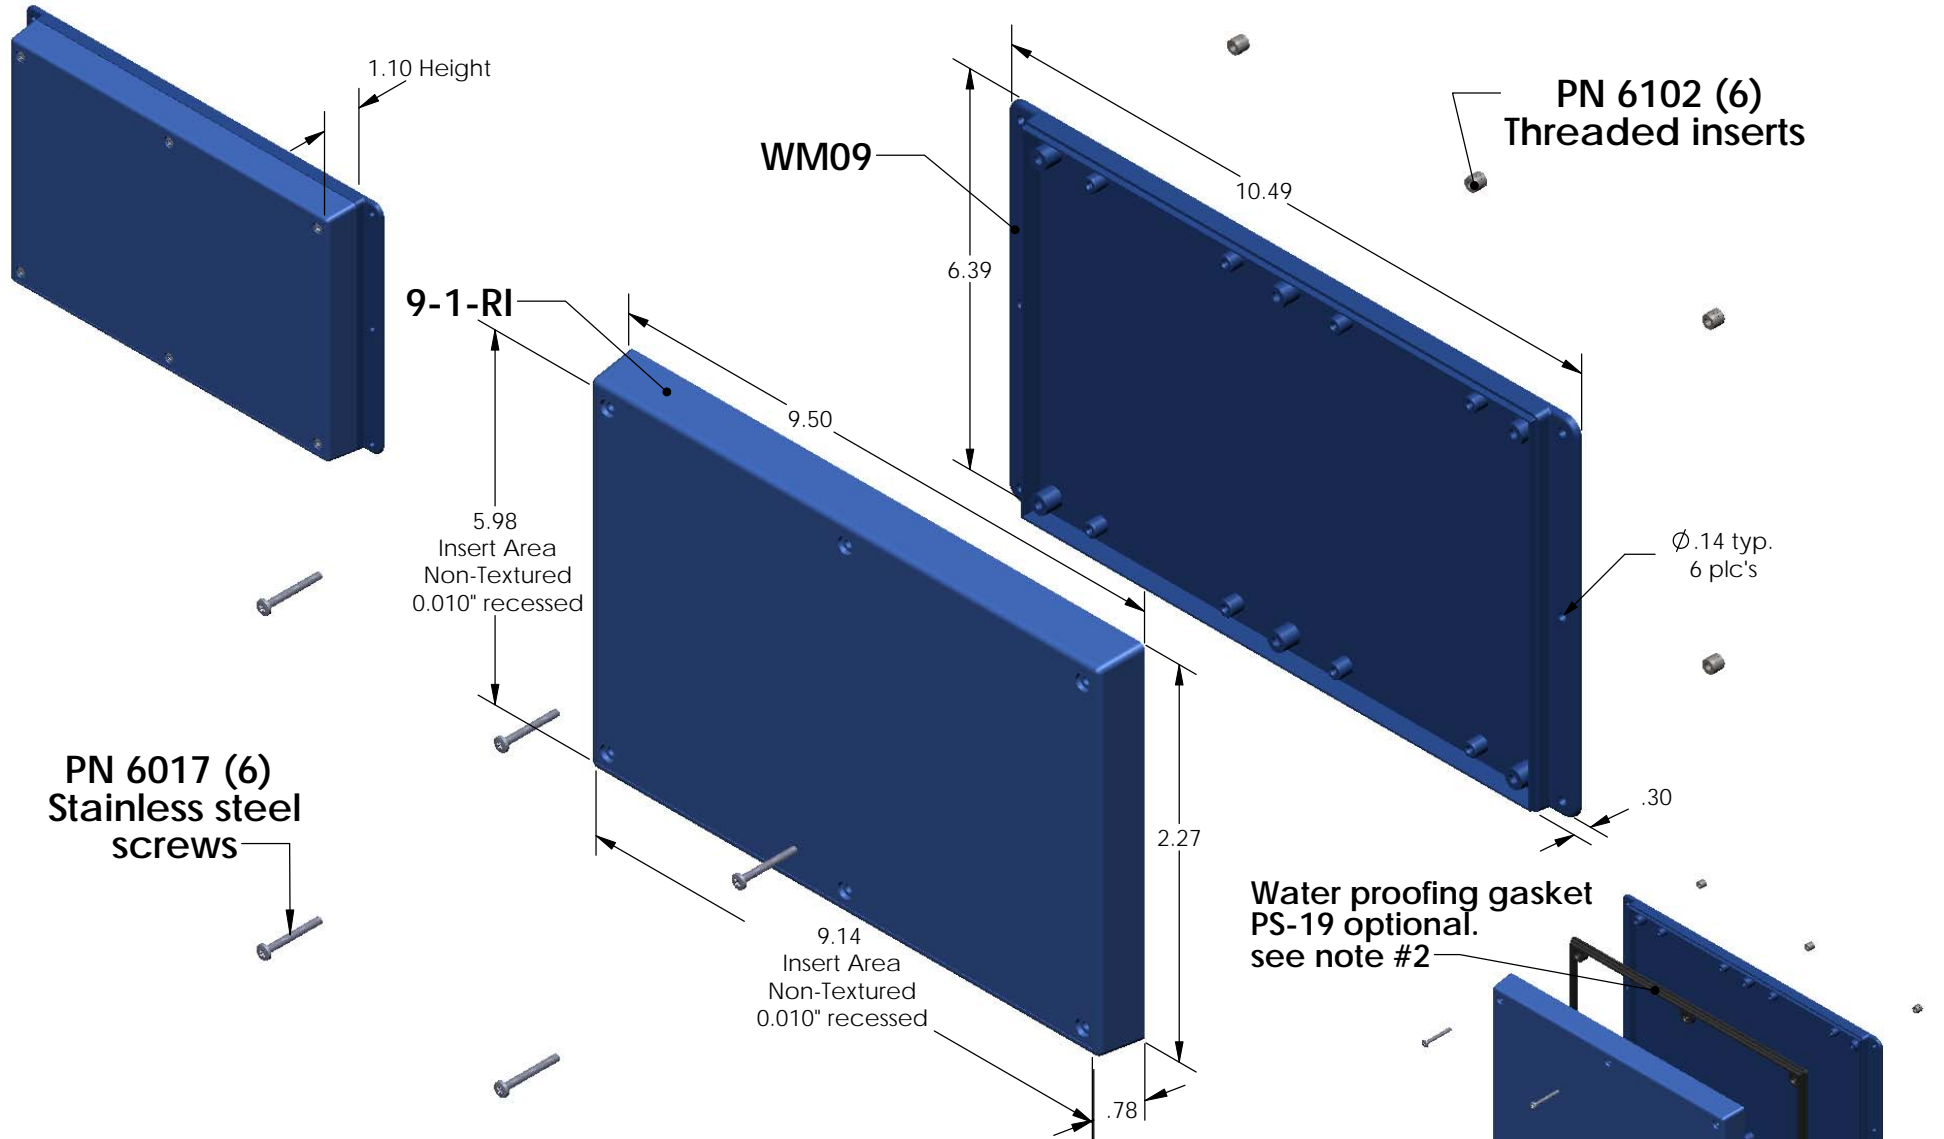 1.10 Height
PN 6102 (6)
Threaded inserts
WM09
10.49
6.39
9-1-RI
9.50
5.98
Insert Area
Non-Textured
0.010" recessed
Ø.14 typ.
6 plc's
PN 6017 (6)
Stainless steel
screws
2.27
.30
Water proofing gasket
PS-19 optional.
see note #2
9.14
Insert Area
Non-Textured
0.010" recessed
.78